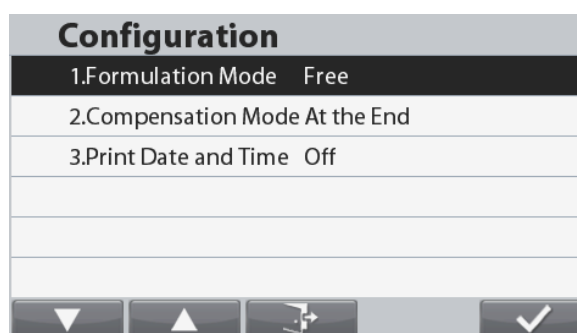 Configuration
1.Formulation Mode Free
2.Compensation Mode At the End
3.Print Date and Time Off